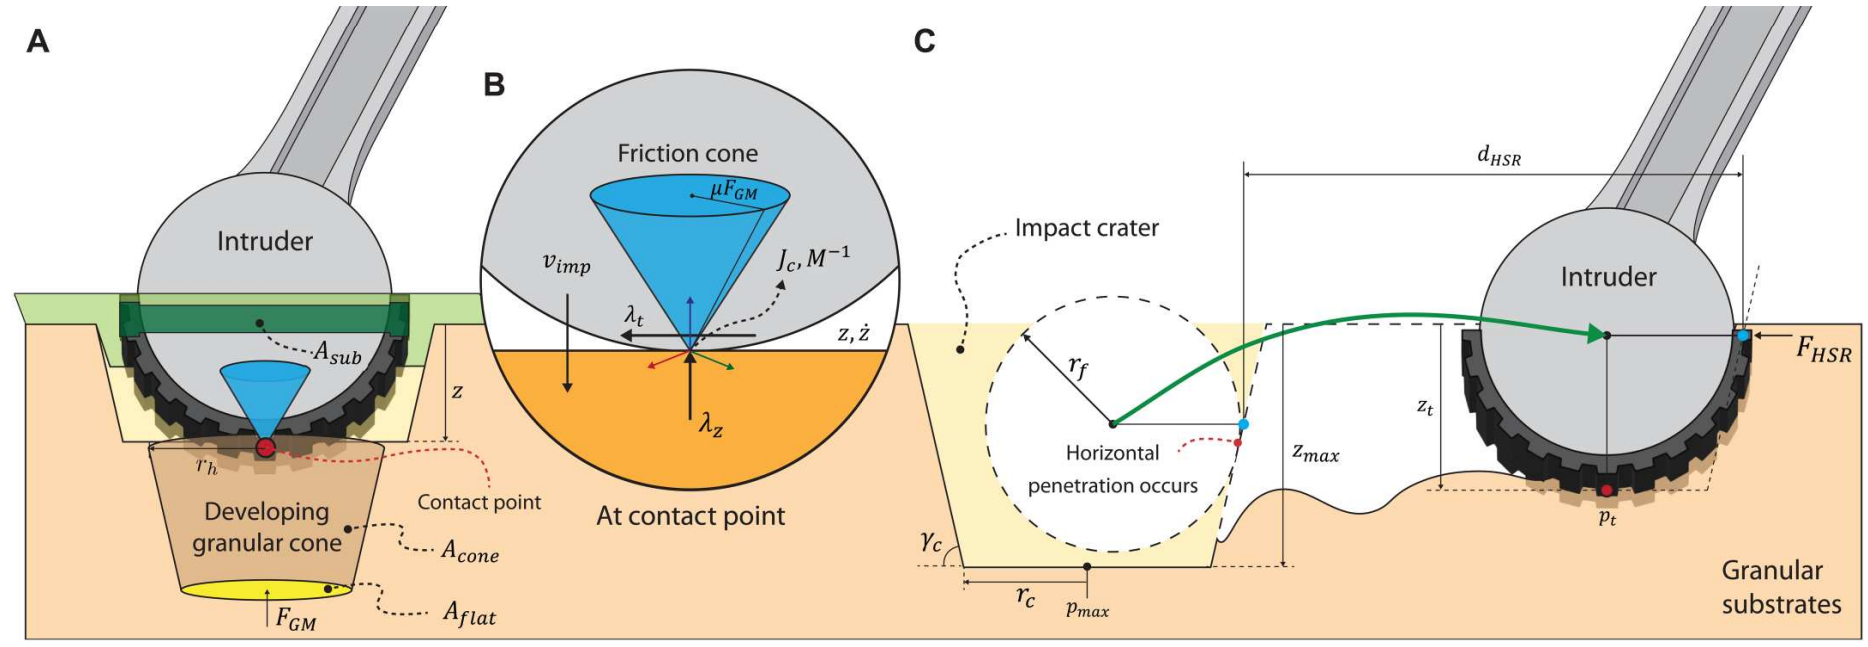 A
Intruder
A_sub
z
r_h
Contact point
Developing
granular cone
A_cone
A_flat
F_GM
B
Friction cone
μF_GM
v_imp
J_c, M⁻¹
λ_t
z, ż
λ_z
At contact point
C
d_HSR
Impact crater
Intruder
F_HSR
r_f
z_t
Horizontal
penetration occurs
z_max
γ_c
r_c
p_max
p_t
Granular
substrates